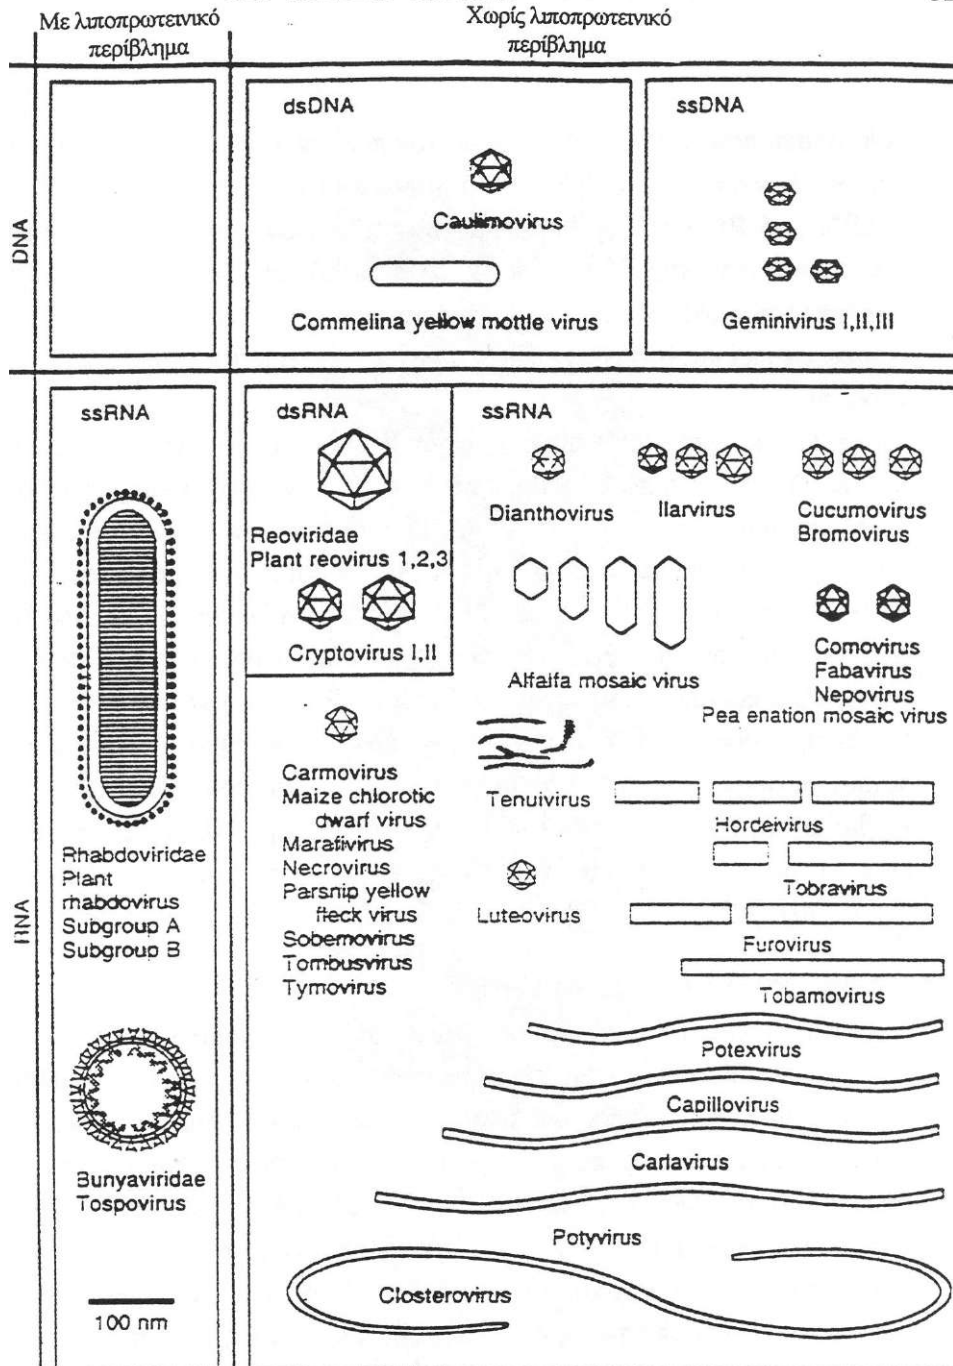 Με λιποπρωτεινικό
περίβλημα
Χωρίς λιποπρωτεινικό
περίβλημα
DNA
dsDNA
Caulimovirus
Commelina yellow mottle virus
ssDNA
Geminivirus I,II,III
RNA
ssRNA
Rhabdoviridae
Plant
rhabdovirus
Subgroup A
Subgroup B
Bunyaviridae
Tospovirus
100 nm
dsRNA
Reoviridae
Plant reovirus 1,2,3
Cryptovirus I,II
ssRNA
Dianthovirus
Ilarvirus
Cucumovirus
Bromovirus
Alfalfa mosaic virus
Comovirus
Fabavirus
Nepovirus
Pea enation mosaic virus
Carmovirus
Maize chlorotic
dwarf virus
Marafivirus
Necrovirus
Parsnip yellow
fleck virus
Sobemovirus
Tombusvirus
Tymovirus
Tenuivirus
Luteovirus
Hordeivirus
Tobravirus
Furovirus
Tobamovirus
Potexvirus
Capillovirus
Carlavirus
Potyvirus
Closterovirus